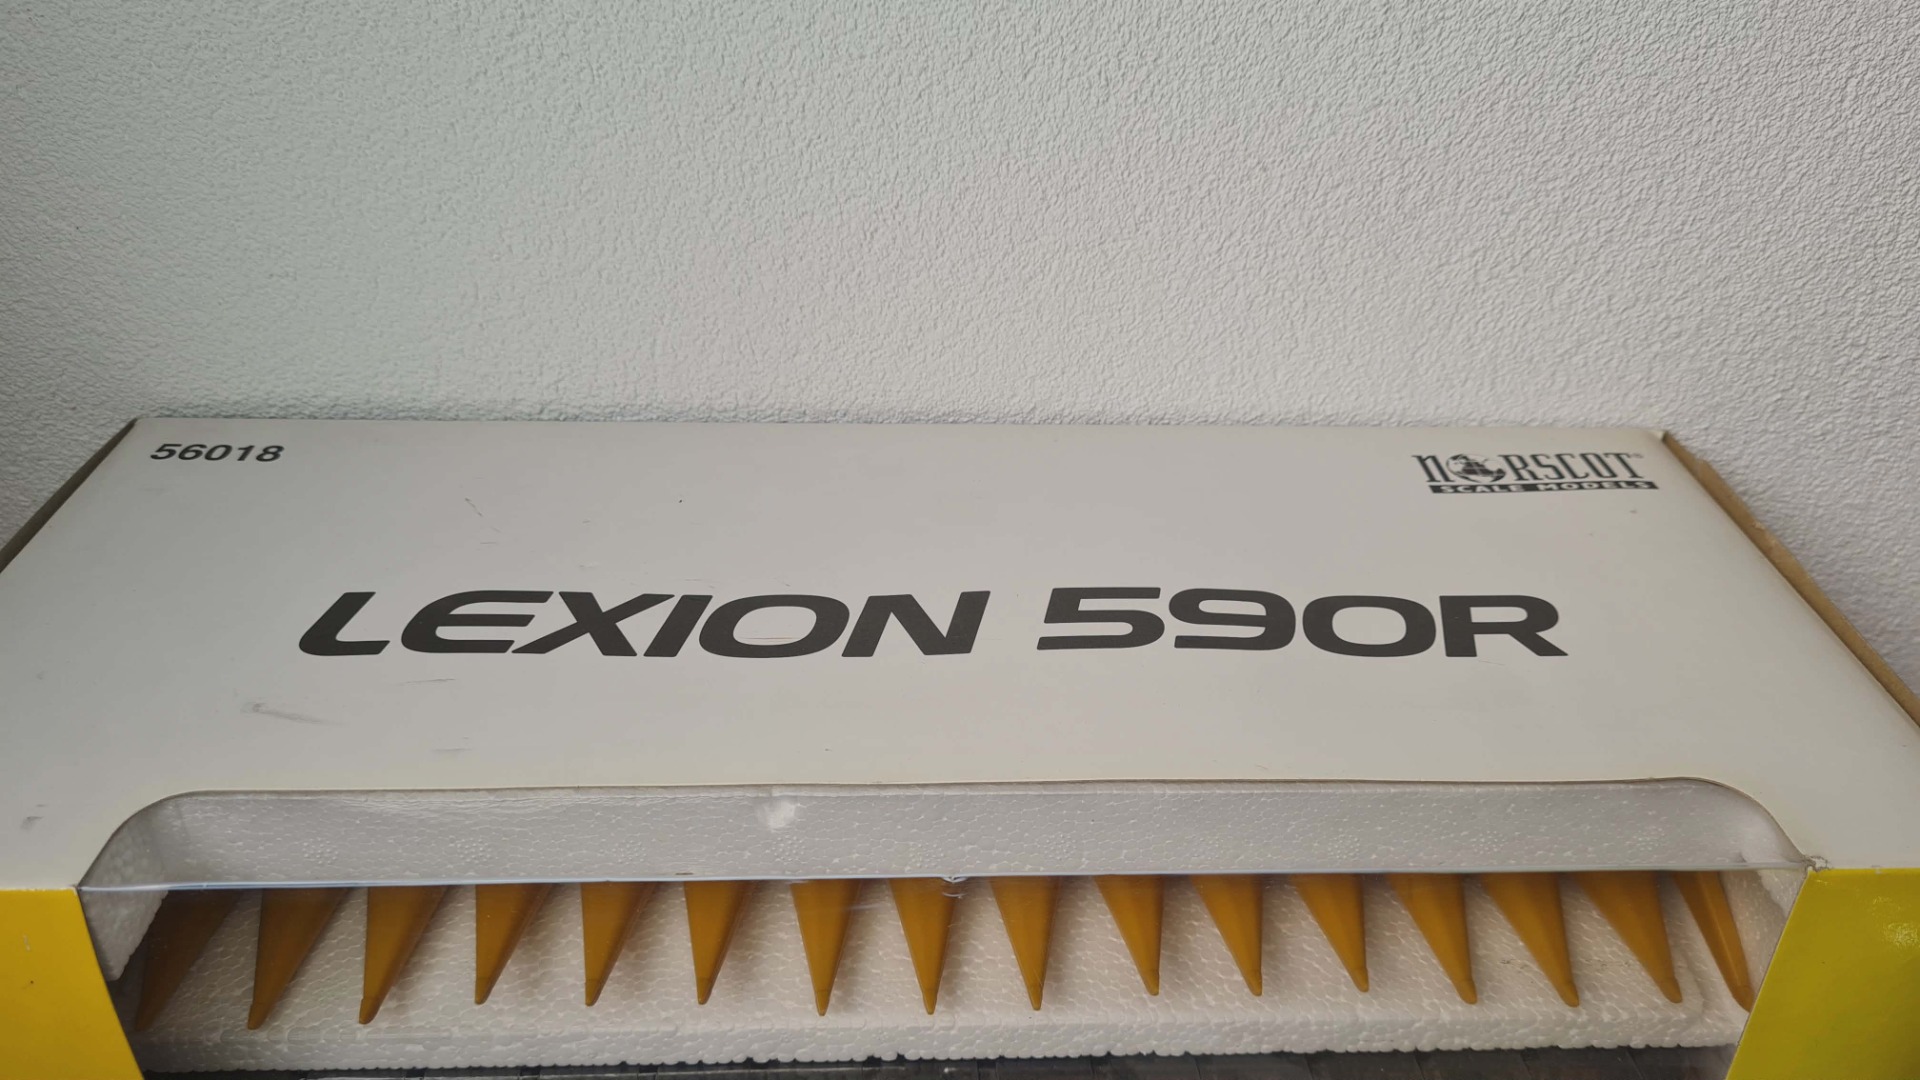 56018
NORSCOT
SCALE MODELS
LEXION 590R